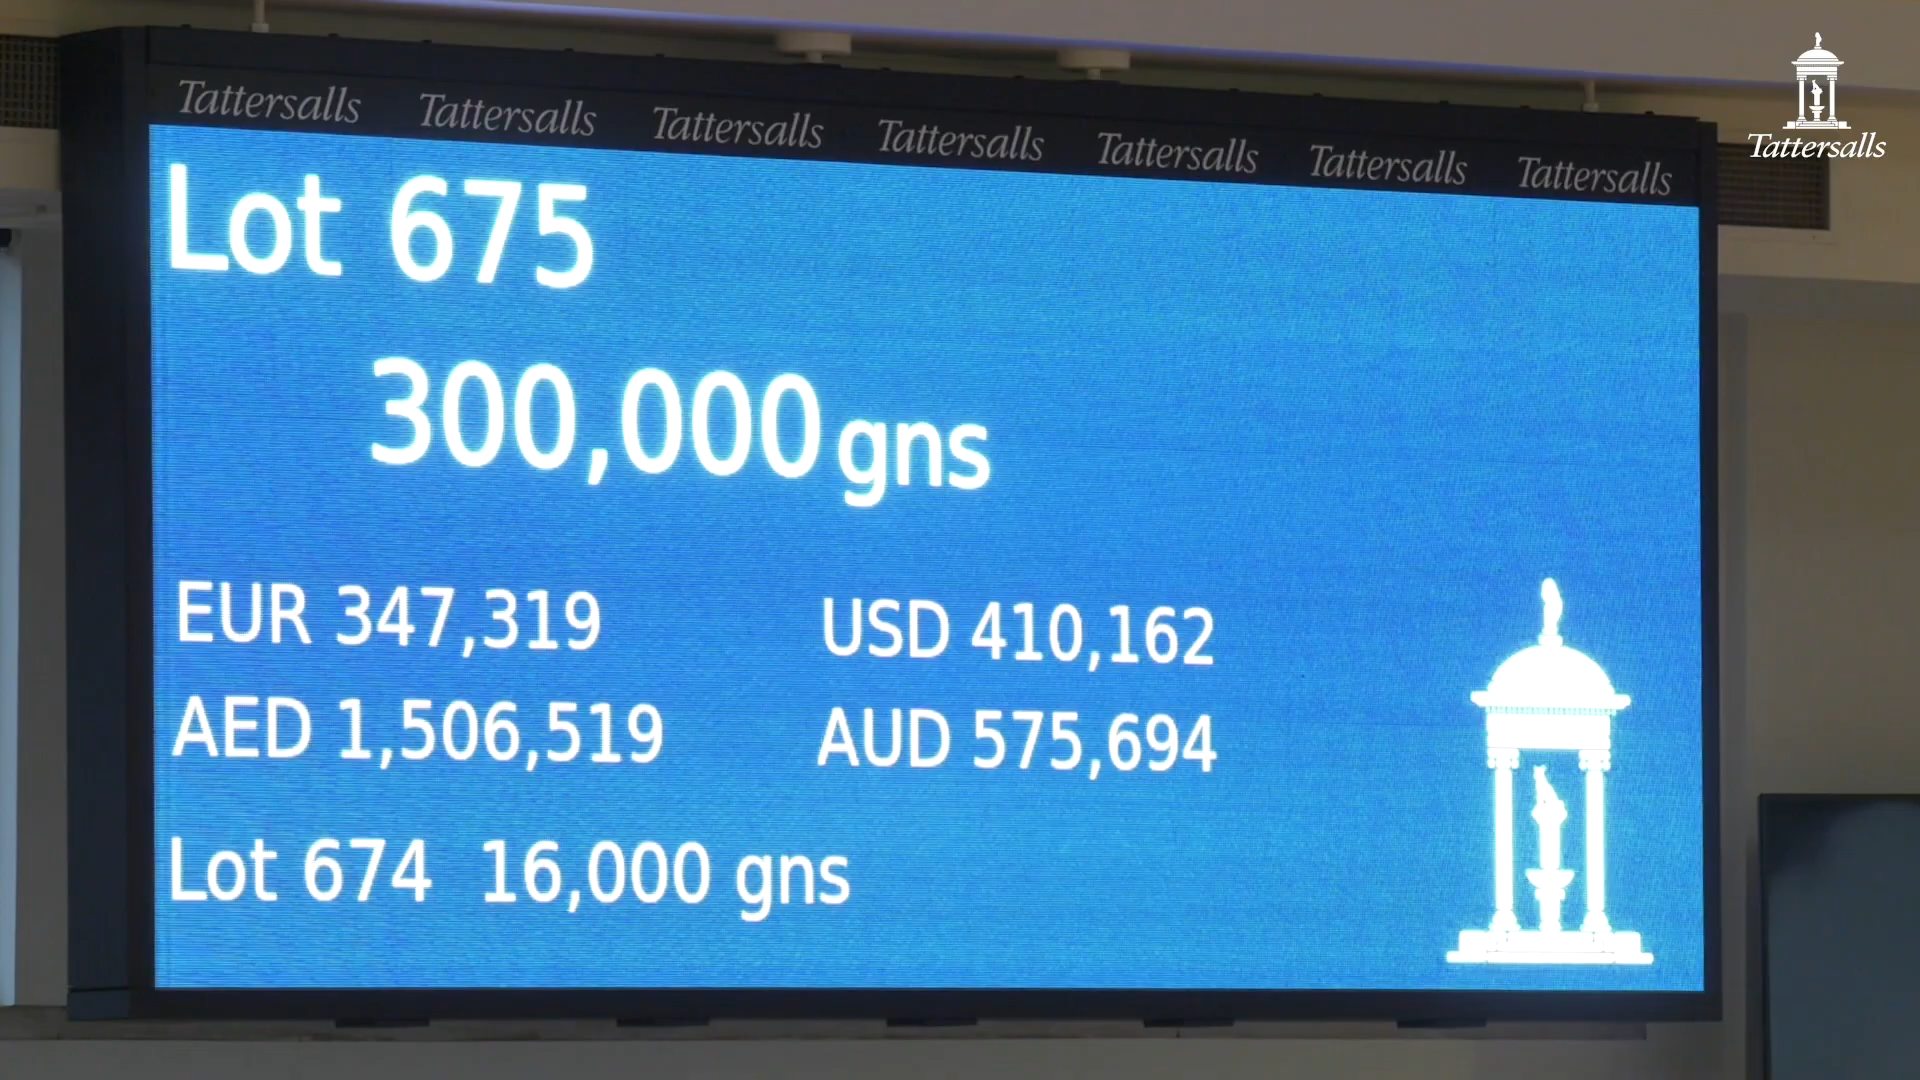 Tattersalls Tattersalls Tattersalls Tattersalls Tattersalls Tattersalls Tattersalls
Tattersalls
Lot 675
300,000 gns
EUR 347,319 USD 410,162
AED 1,506,519 AUD 575,694
Lot 674 16,000 gns